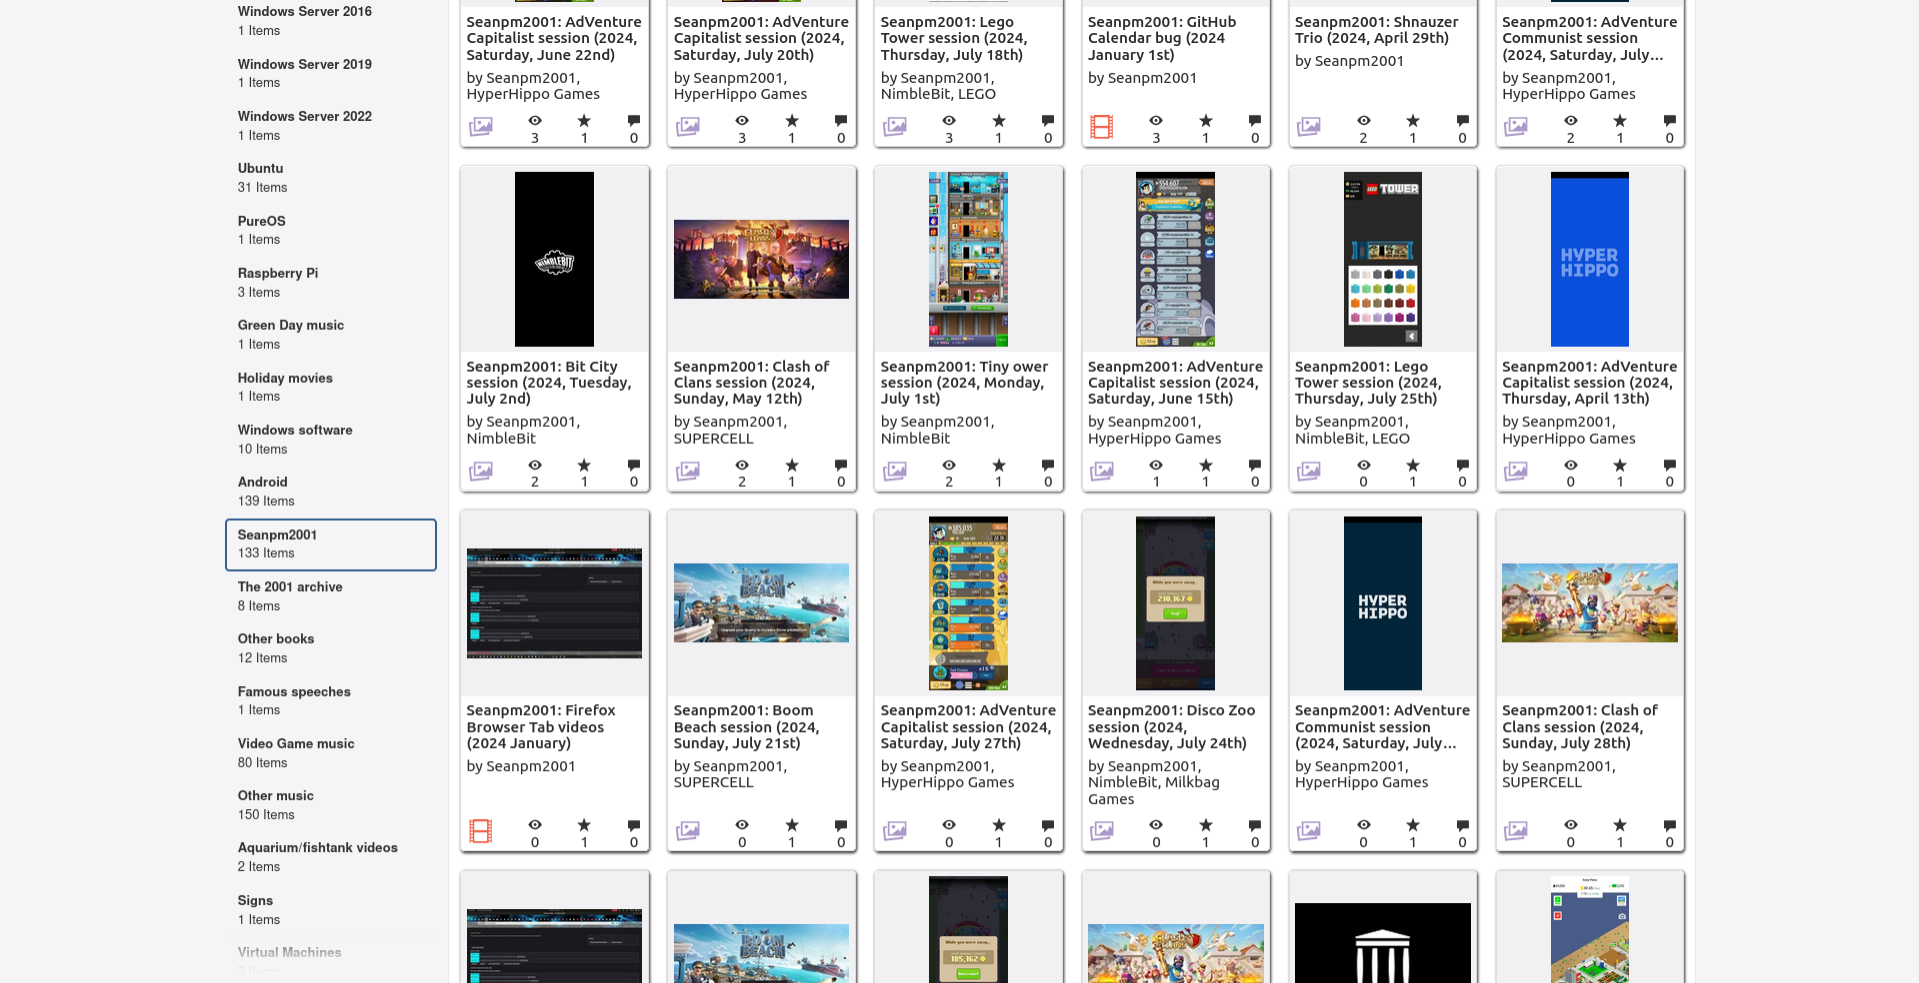 Windows Server 2016
1 Items
Windows Server 2019
1 Items
Windows Server 2022
1 Items
Ubuntu
31 Items
PureOS
1 Items
Raspberry Pi
3 Items
Green Day music
1 Items
Holiday movies
1 Items
Windows software
10 Items
Android
139 Items
Seanpm2001
133 Items
The 2001 archive
8 Items
Other books
12 Items
Famous speeches
1 Items
Video Game music
80 Items
Other music
150 Items
Aquarium/fishtank videos
2 Items
Signs
1 Items
Virtual Machines
Seanpm2001: AdVenture
Capitalist session (2024,
Saturday, June 22nd)
by Seanpm2001,
HyperHippo Games
3
1
0
Seanpm2001: AdVenture
Capitalist session (2024,
Saturday, July 20th)
by Seanpm2001,
HyperHippo Games
3
1
0
Seanpm2001: Lego
Tower session (2024,
Thursday, July 18th)
by Seanpm2001,
NimbleBit, LEGO
3
1
0
Seanpm2001: GitHub
Calendar bug (2024
January 1st)
by Seanpm2001
3
1
0
Seanpm2001: Shnauzer
Trio (2024, April 29th)
by Seanpm2001
2
1
0
Seanpm2001: AdVenture
Communist session
(2024, Saturday, July...
by Seanpm2001,
HyperHippo Games
2
1
0
NIMBLEBIT
Seanpm2001: Bit City
session (2024, Tuesday,
July 2nd)
by Seanpm2001,
NimbleBit
2
1
0
Seanpm2001: Clash of
Clans session (2024,
Sunday, May 12th)
by Seanpm2001,
SUPERCELL
2
1
0
Seanpm2001: Tiny ower
session (2024, Monday,
July 1st)
by Seanpm2001,
NimbleBit
2
1
0
Seanpm2001: AdVenture
Capitalist session (2024,
Saturday, June 15th)
by Seanpm2001,
HyperHippo Games
1
1
0
LEGO TOWER
Seanpm2001: Lego
Tower session (2024,
Thursday, July 25th)
by Seanpm2001,
NimbleBit, LEGO
0
1
0
HYPER
HIPPO
Seanpm2001: AdVenture
Capitalist session (2024,
Thursday, April 13th)
by Seanpm2001,
HyperHippo Games
0
1
0
Seanpm2001: Firefox
Browser Tab videos
(2024 January)
by Seanpm2001
0
1
0
BOOM
BEACH
Seanpm2001: Boom
Beach session (2024,
Sunday, July 21st)
by Seanpm2001,
SUPERCELL
0
1
0
Seanpm2001: AdVenture
Capitalist session (2024,
Saturday, July 27th)
by Seanpm2001,
HyperHippo Games
0
1
0
While you were away...
210,167
Seanpm2001: Disco Zoo
session (2024,
Wednesday, July 24th)
by Seanpm2001,
NimbleBit, Milkbag
Games
0
1
0
HYPER
HIPPO
Seanpm2001: AdVenture
Communist session
(2024, Saturday, July...
by Seanpm2001,
HyperHippo Games
0
1
0
Seanpm2001: Clash of
Clans session (2024,
Sunday, July 28th)
by Seanpm2001,
SUPERCELL
0
1
0
BOOM
BEACH
While you were away...
185,162